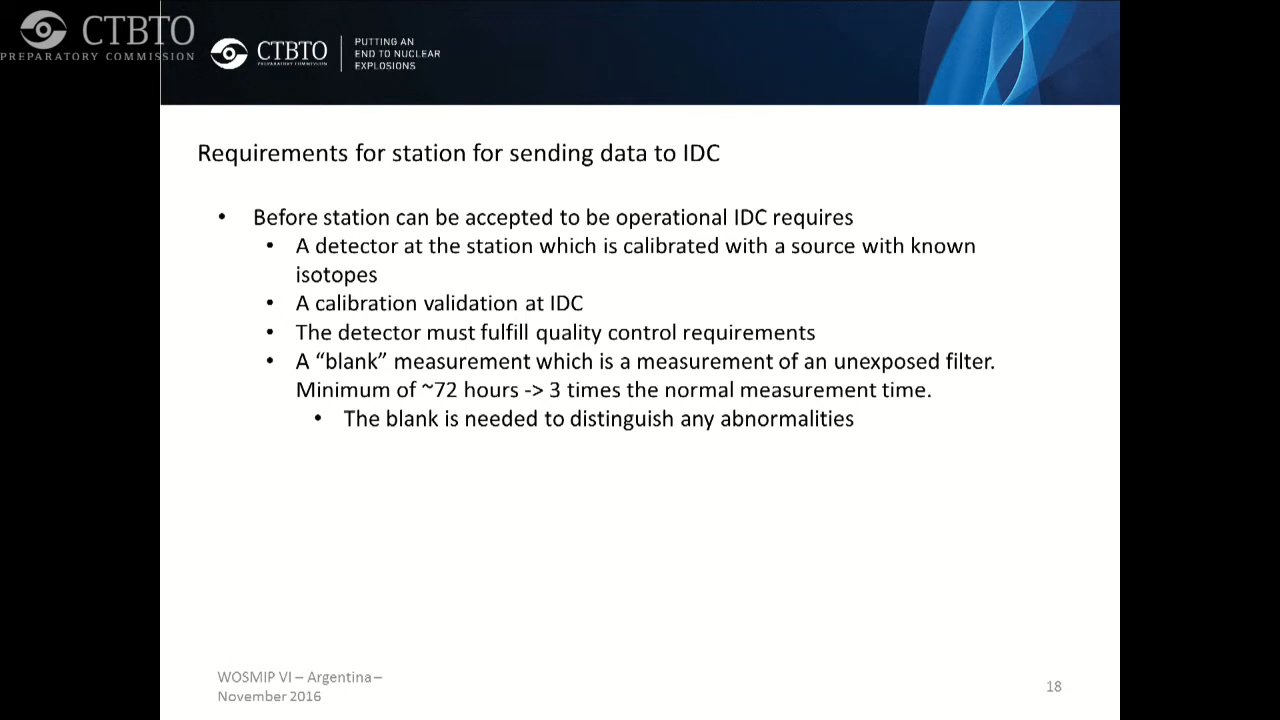 CTBTO
PREPARATORY COMMISSION
CTBTO
PREPARATORY COMMISSION
PUTTING AN
END TO NUCLEAR
EXPLOSIONS
Requirements for station for sending data to IDC
• Before station can be accepted to be operational IDC requires
• A detector at the station which is calibrated with a source with known
isotopes
• A calibration validation at IDC
• The detector must fulfill quality control requirements
• A “blank” measurement which is a measurement of an unexposed filter.
Minimum of ~72 hours -> 3 times the normal measurement time.
• The blank is needed to distinguish any abnormalities
WOSMIP VI – Argentina –
November 2016
18